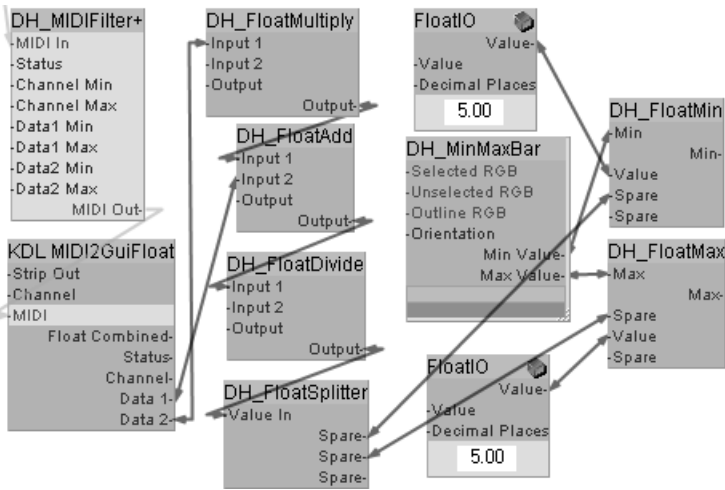 DH_MIDIFilter+
MIDI In
Status
Channel Min
Channel Max
Data1 Min
Data1 Max
Data2 Min
Data2 Max
MIDI Out
KDL MIDI2GuiFloat
Strip Out
Channel
MIDI
Float Combined
Status
Channel
Data 1
Data 2
DH_FloatMultiply
Input 1
Input 2
Output
Output
DH_FloatAdd
Input 1
Input 2
Output
Output
DH_FloatDivide
Input 1
Input 2
Output
Output
DH_FloatSplitter
Value In
Spare
Spare
Spare
FloatIO
Value
Value
Decimal Places
5.00
DH_MinMaxBar
Selected RGB
Unselected RGB
Outline RGB
Orientation
Min Value
Max Value
FloatIO
Value
Value
Decimal Places
5.00
DH_FloatMin
Min
Min
Value
Spare
Spare
DH_FloatMax
Max
Max
Spare
Value
Spare